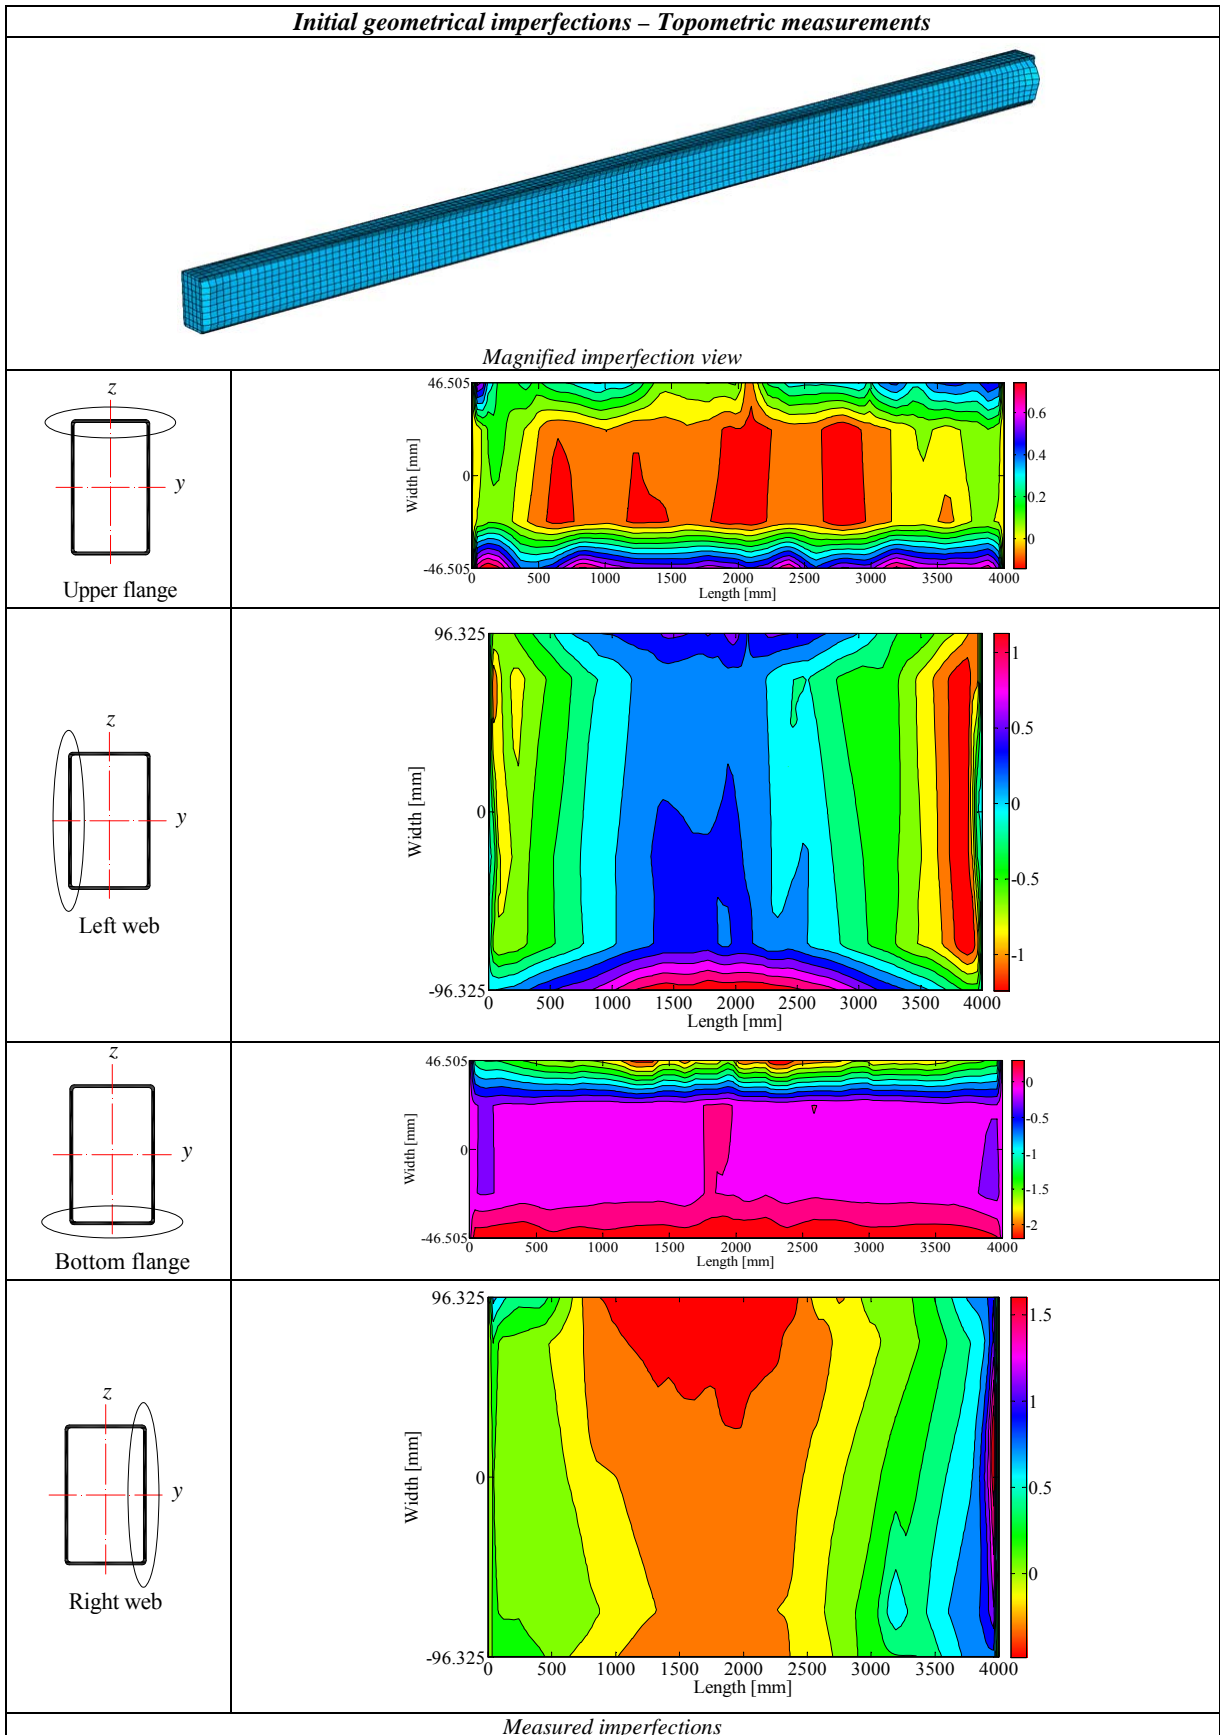 Initial geometrical imperfections – Topometric measurements
Magnified imperfection view
z
y
Upper flange
46.505
0
-46.505
Width [mm]
0 500 1000 1500 2000 2500 3000 3500 4000
Length [mm]
0.6
0.4
0.2
0
z
y
Left web
96.325
0
-96.325
Width [mm]
0 500 1000 1500 2000 2500 3000 3500 4000
Length [mm]
1
0.5
0
-0.5
-1
z
y
Bottom flange
46.505
0
-46.505
Width [mm]
0 500 1000 1500 2000 2500 3000 3500 4000
Length [mm]
0
-0.5
-1
-1.5
-2
z
y
Right web
96.325
0
-96.325
Width [mm]
0 500 1000 1500 2000 2500 3000 3500 4000
Length [mm]
1.5
1
0.5
0
Measured imperfections